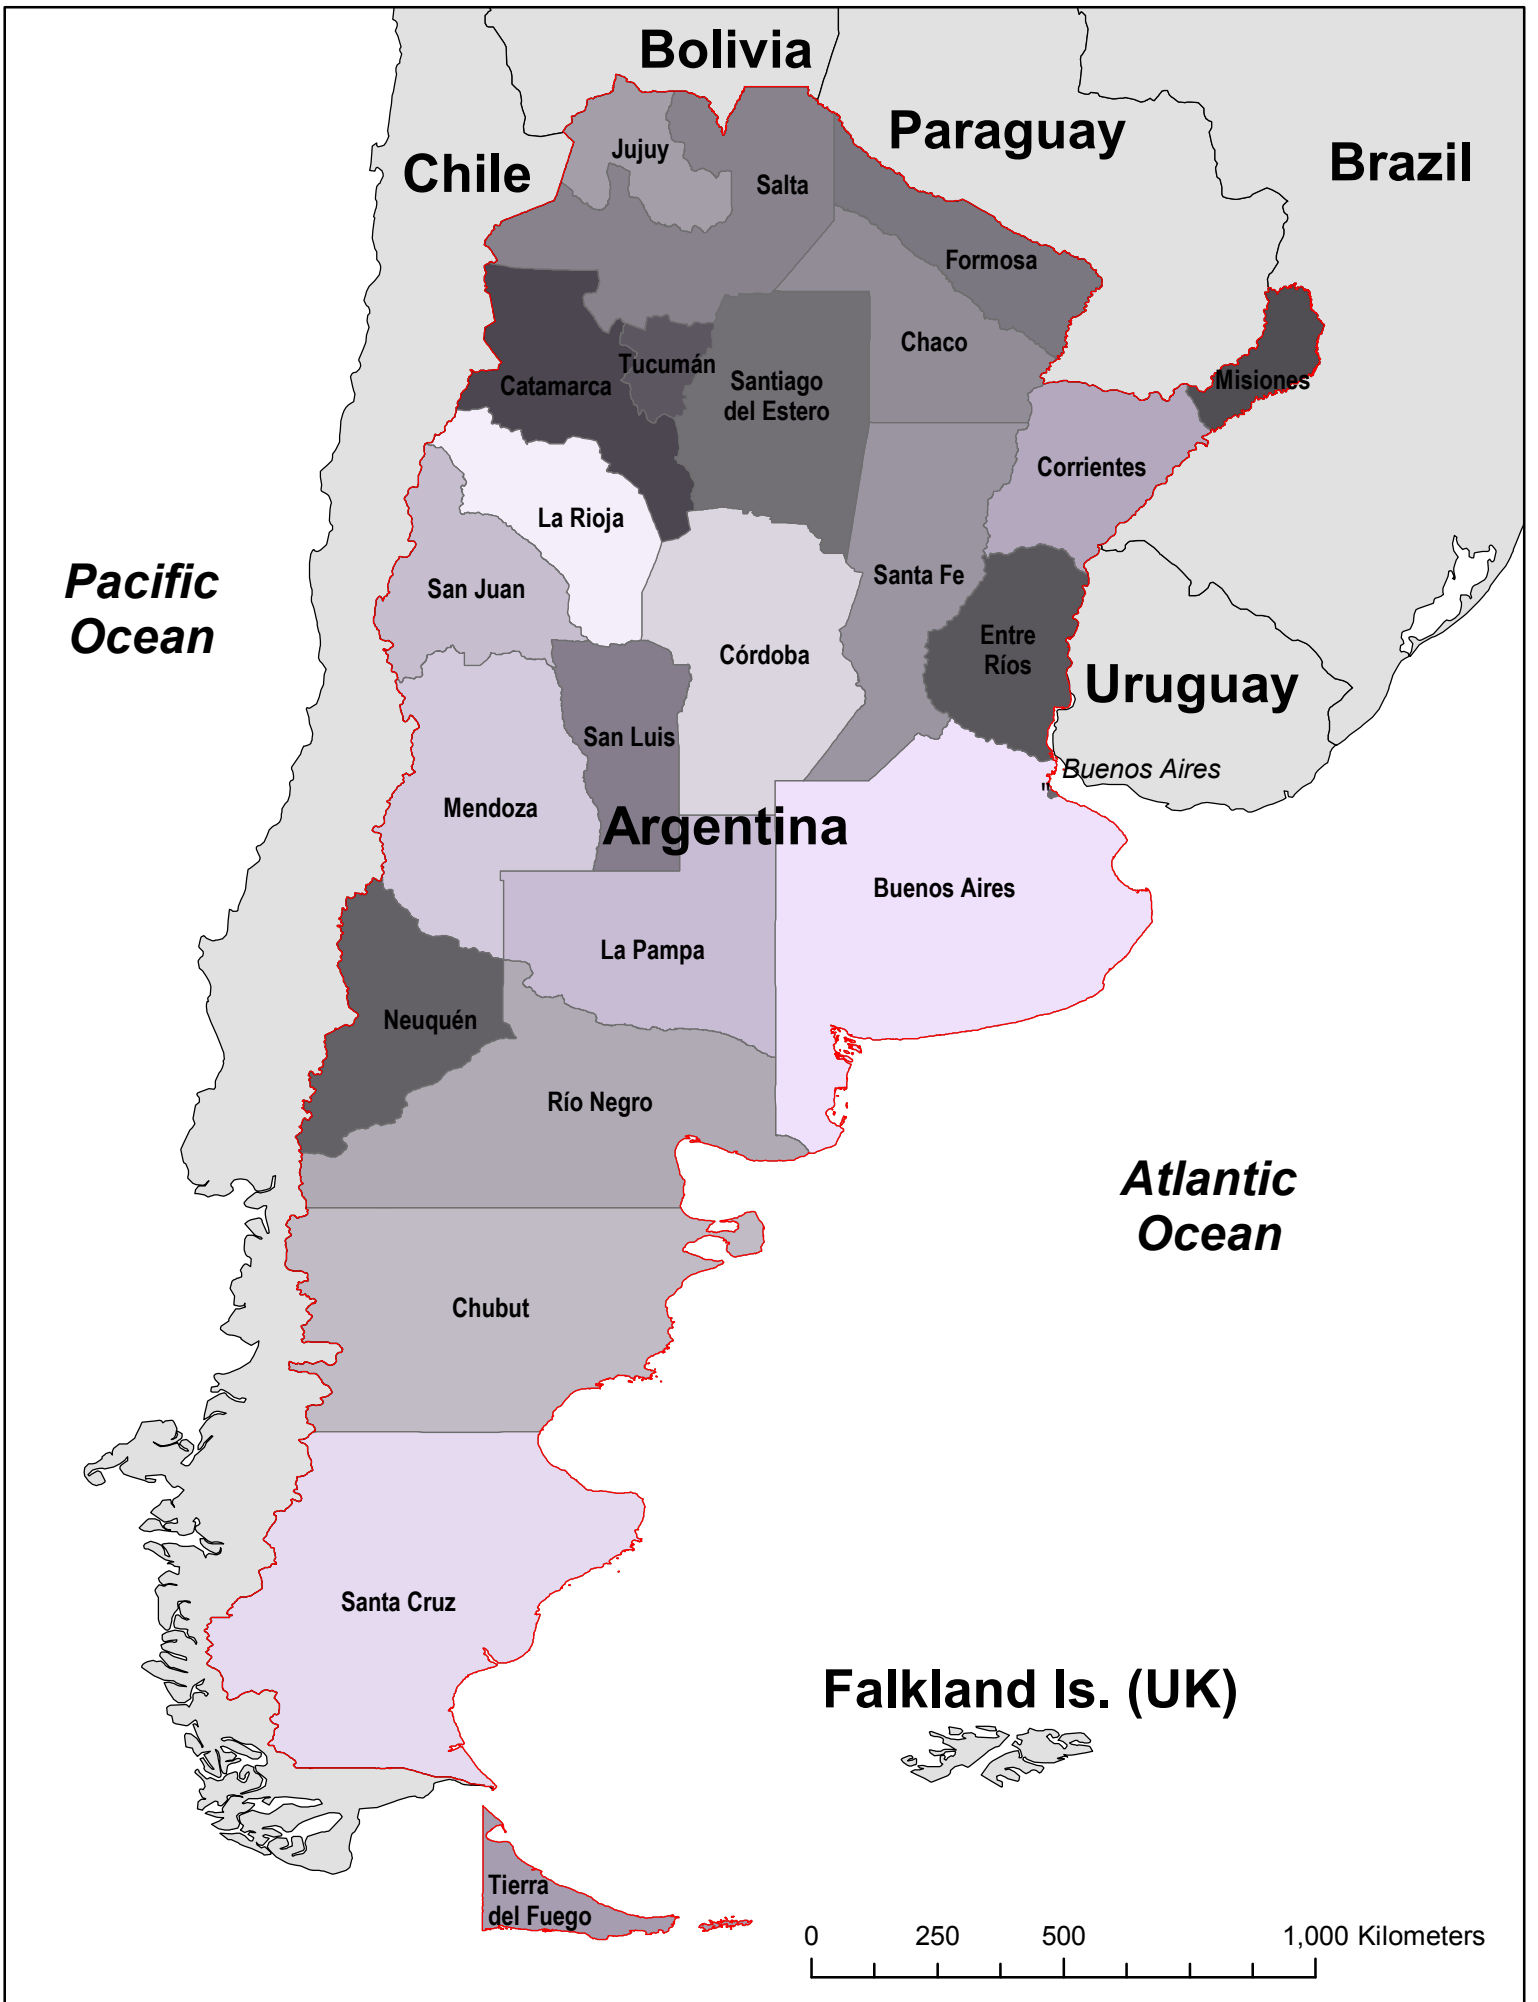 Bolivia
Paraguay
Brazil
Chile
Jujuy
Salta
Formosa
Chaco
Tucumán
Catamarca
Santiago
del Estero
Misiones
Corrientes
La Rioja
San Juan
Santa Fe
Pacific
Ocean
Córdoba
Entre
Ríos
Uruguay
San Luis
Buenos Aires
"
Mendoza
Argentina
Buenos Aires
La Pampa
Neuquén
Río Negro
Atlantic
Ocean
Chubut
Santa Cruz
Falkland Is. (UK)
Tierra
del Fuego
0 250 500 1,000 Kilometers